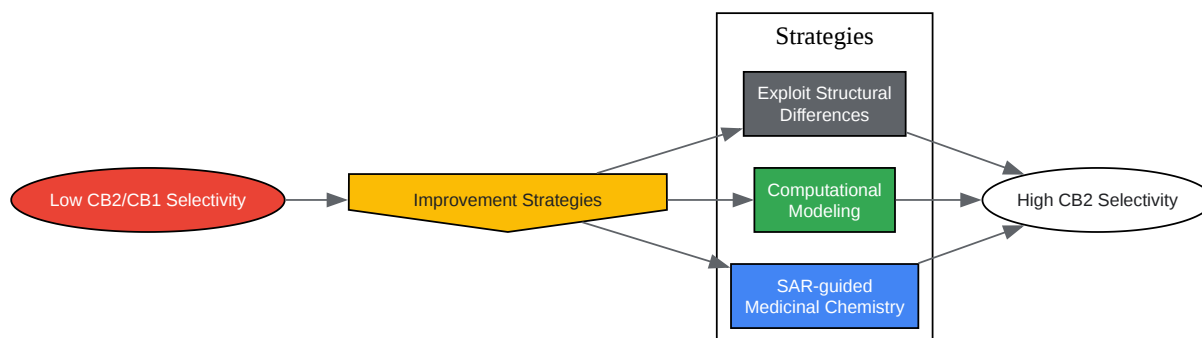 Strategies
Exploit Structural
Differences
Low CB2/CB1 Selectivity
Improvement Strategies
Computational
Modeling
High CB2 Selectivity
SAR-guided
Medicinal Chemistry